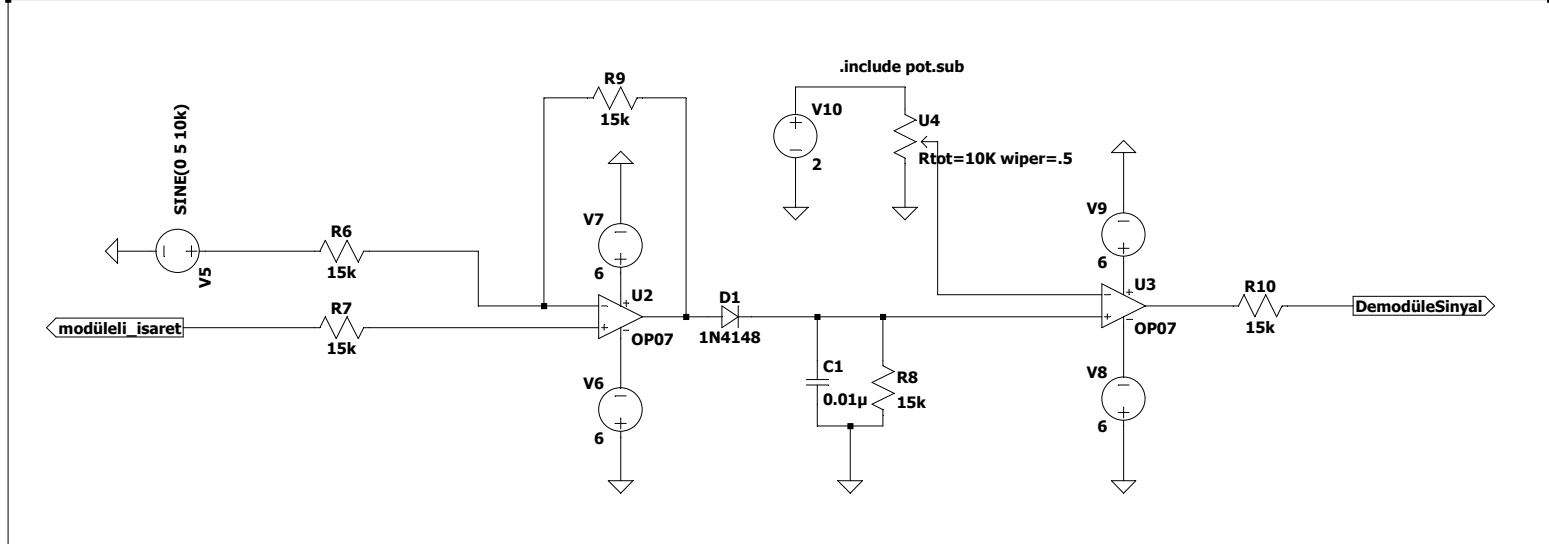 .include pot.sub
R9
15k
SINE(0 5 10k)
V10
2
U4
Rtot=10K wiper=.5
V7
6
V9
6
R6
15k
V5
U2
OP07
D1
1N4148
U3
OP07
R10
15k
DemodüleSinyal
modüleli_isaret
R7
15k
V6
6
C1
0.01µ
R8
15k
V8
6